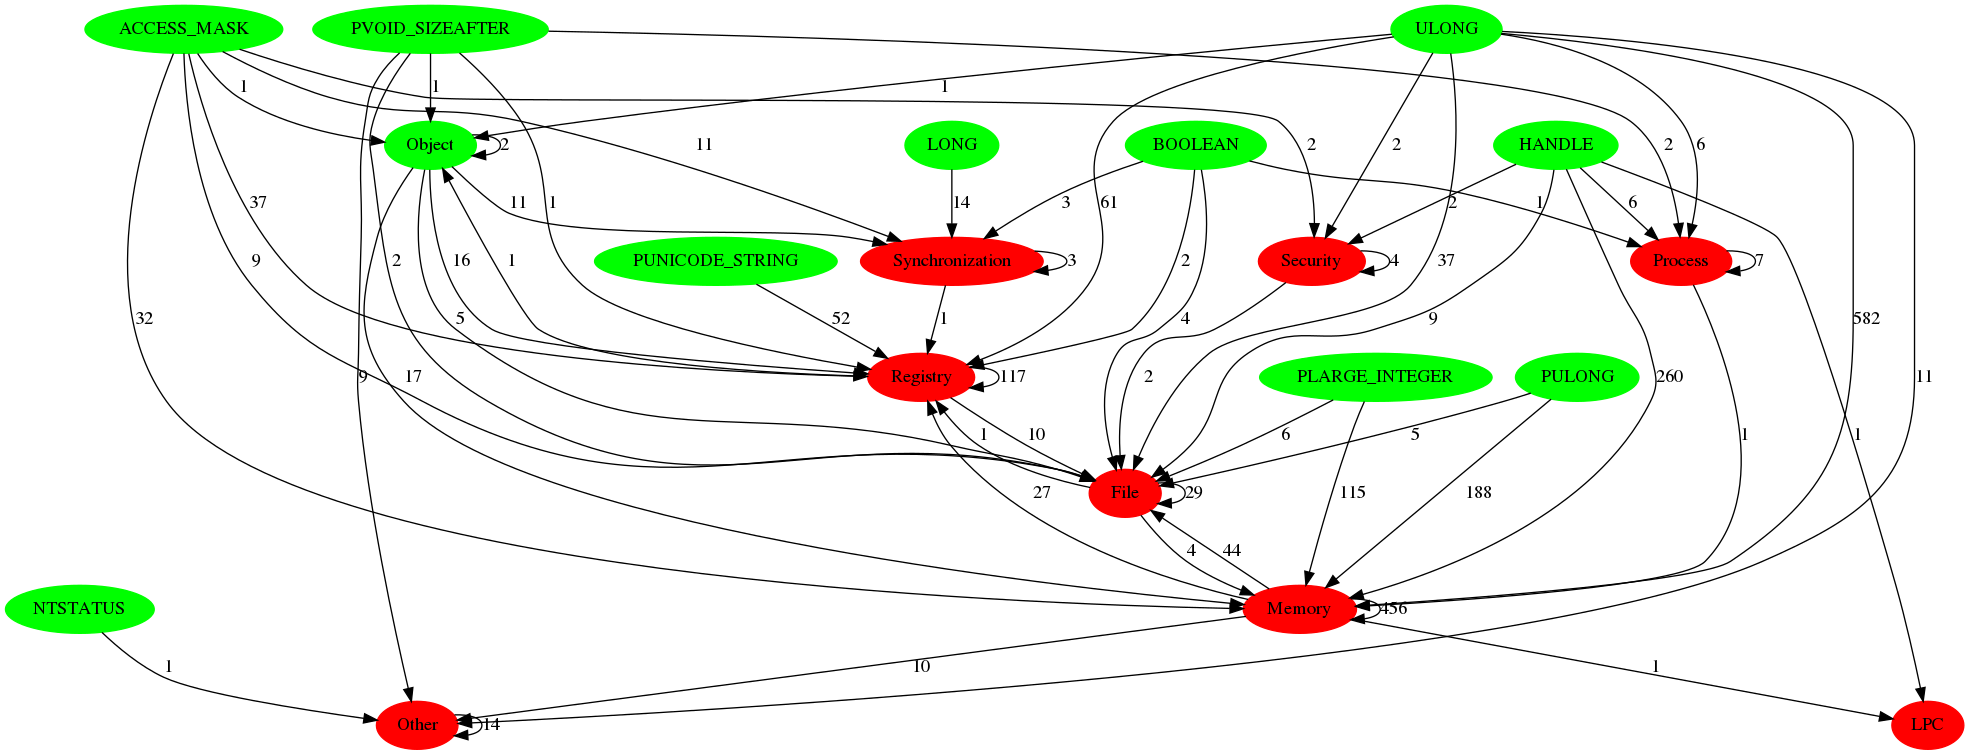 ACCESS_MASK PVOID_SIZEAFTER ULONG
1 1 1
Object 2 LONG BOOLEAN HANDLE
11 2 2 2 6
37 11 1 14 3 61 1 2 6
PUNICODE_STRING Synchronization 3 Security 4 Process 7
9 2 16 1 2 37
32 5 52 1 4 9 582
Registry 117 PLARGE_INTEGER PULONG
9 17 2 260 11
1 10 6 5 1 1
File 29 27 115 188
4 44
NTSTATUS Memory 456
1 10 1
Other 14 LPC